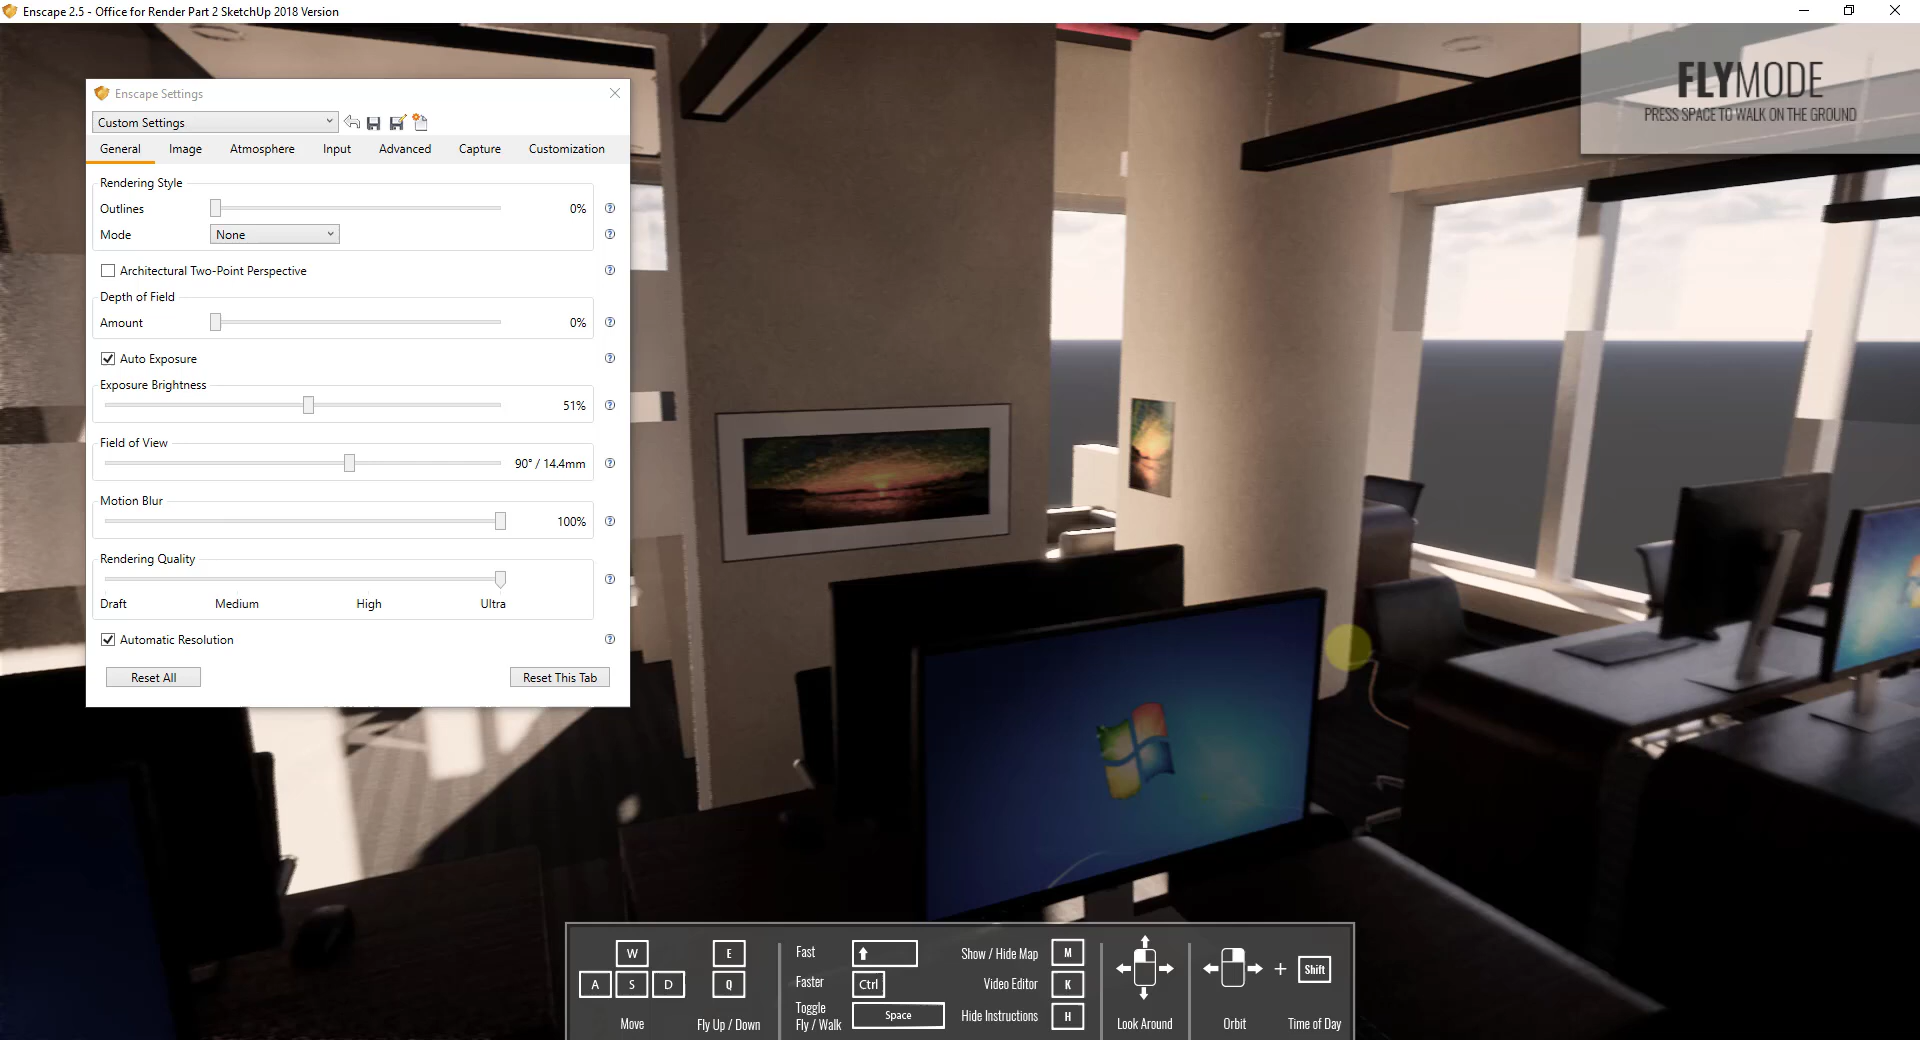 Enscape 2.5 - Office for Render Part 2 SketchUp 2018 Version
FLYMODE
PRESS SPACE TO WALK ON THE GROUND
Enscape Settings
Custom Settings
General Image Atmosphere Input Advanced Capture Customization
Rendering Style
Outlines 0%
Mode None
Architectural Two-Point Perspective
Depth of Field
Amount 0%
Auto Exposure
Exposure Brightness
51%
Field of View
90° / 14.4mm
Motion Blur
100%
Rendering Quality
Draft Medium High Ultra
Automatic Resolution
Reset All Reset This Tab
W
A S D
Move
E
Q
Fly Up / Down
Fast
Faster Ctrl
Toggle
Fly / Walk Space
Show / Hide Map M
Video Editor K
Hide Instructions H
Look Around
Orbit
+ Shift
Time of Day